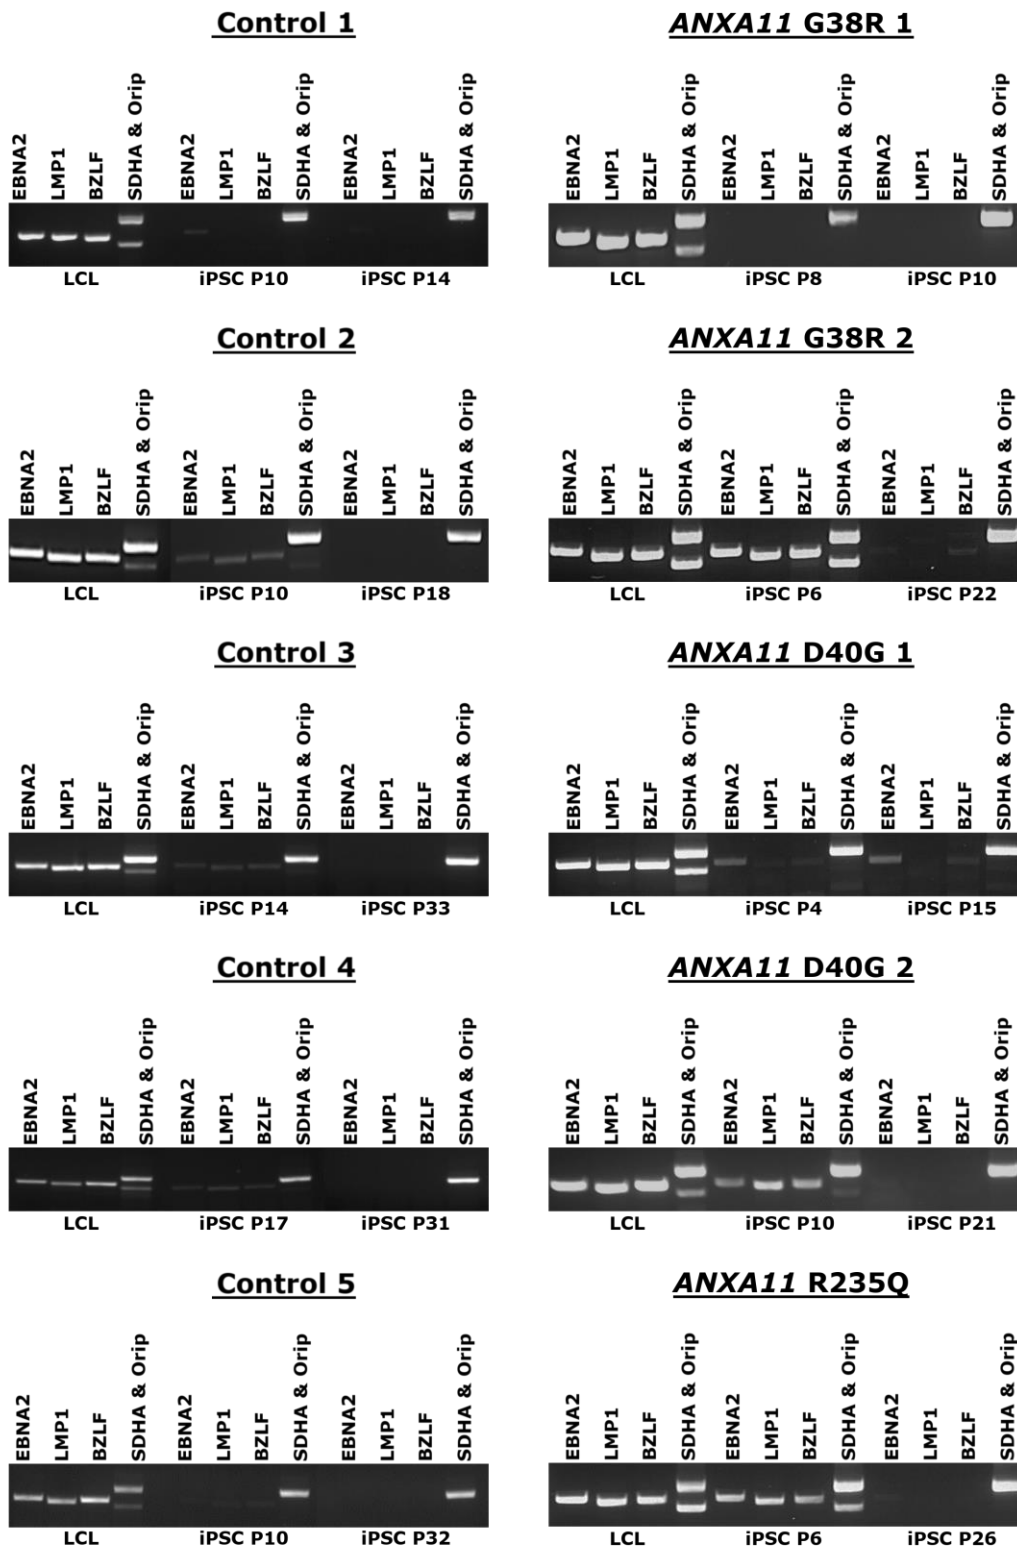 Control 1
EBNA2 LMP1 BZLF SDHA & Orip EBNA2 LMP1 BZLF SDHA & Orip EBNA2 LMP1 BZLF SDHA & Orip
LCL iPSC P10 iPSC P14
ANXA11 G38R 1
EBNA2 LMP1 BZLF SDHA & Orip EBNA2 LMP1 BZLF SDHA & Orip EBNA2 LMP1 BZLF SDHA & Orip
LCL iPSC P8 iPSC P10
Control 2
EBNA2 LMP1 BZLF SDHA & Orip EBNA2 LMP1 BZLF SDHA & Orip EBNA2 LMP1 BZLF SDHA & Orip
LCL iPSC P10 iPSC P18
ANXA11 G38R 2
EBNA2 LMP1 BZLF SDHA & Orip EBNA2 LMP1 BZLF SDHA & Orip EBNA2 LMP1 BZLF SDHA & Orip
LCL iPSC P6 iPSC P22
Control 3
EBNA2 LMP1 BZLF SDHA & Orip EBNA2 LMP1 BZLF SDHA & Orip EBNA2 LMP1 BZLF SDHA & Orip
LCL iPSC P14 iPSC P33
ANXA11 D40G 1
EBNA2 LMP1 BZLF SDHA & Orip EBNA2 LMP1 BZLF SDHA & Orip EBNA2 LMP1 BZLF SDHA & Orip
LCL iPSC P4 iPSC P15
Control 4
EBNA2 LMP1 BZLF SDHA & Orip EBNA2 LMP1 BZLF SDHA & Orip EBNA2 LMP1 BZLF SDHA & Orip
LCL iPSC P17 iPSC P31
ANXA11 D40G 2
EBNA2 LMP1 BZLF SDHA & Orip EBNA2 LMP1 BZLF SDHA & Orip EBNA2 LMP1 BZLF SDHA & Orip
LCL iPSC P10 iPSC P21
Control 5
EBNA2 LMP1 BZLF SDHA & Orip EBNA2 LMP1 BZLF SDHA & Orip EBNA2 LMP1 BZLF SDHA & Orip
LCL iPSC P10 iPSC P32
ANXA11 R235Q
EBNA2 LMP1 BZLF SDHA & Orip EBNA2 LMP1 BZLF SDHA & Orip EBNA2 LMP1 BZLF SDHA & Orip
LCL iPSC P6 iPSC P26